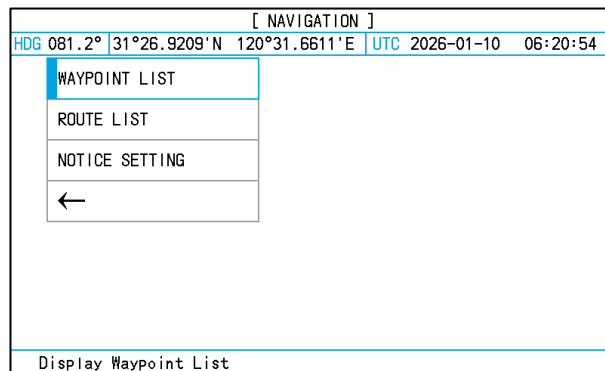 [ NAVIGATION ]
HDG 081.2° 31°26.9209'N 120°31.6611'E UTC 2026-01-10 06:20:54
WAYPOINT LIST
ROUTE LIST
NOTICE SETTING
←
Display Waypoint List